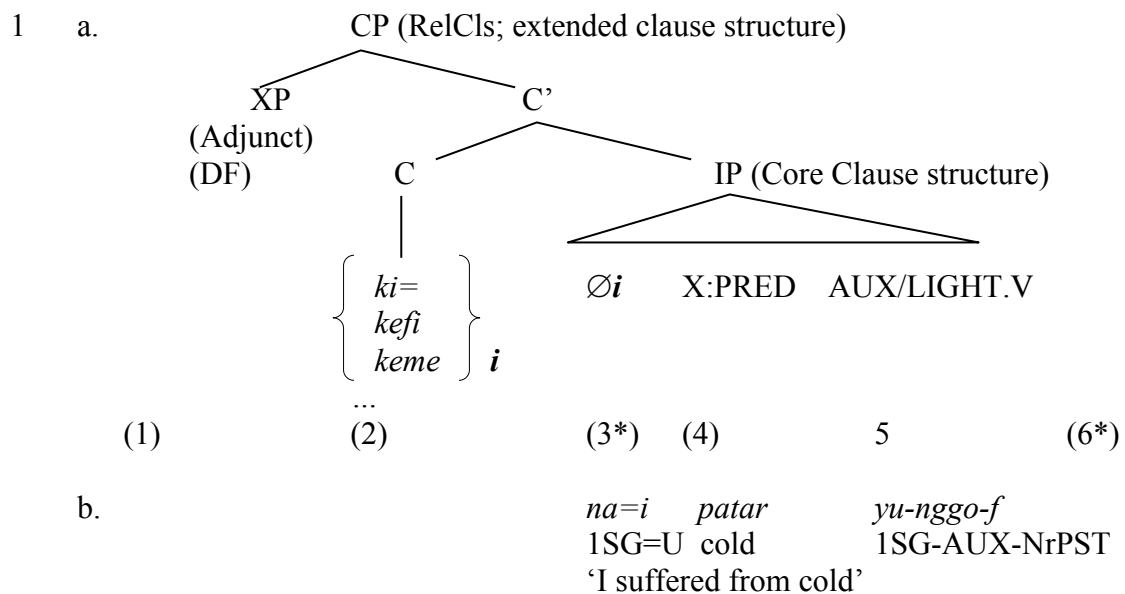 1 a. CP (RelCls; extended clause structure)
XP C’
(Adjunct)
(DF) C IP (Core Clause structure)
ki= ∅i X:PRED AUX/LIGHT.V
kefi
keme i
...
(1) (2) (3*) (4) 5 (6*)
b. na=i patar yu-nggo-f
1SG=U cold 1SG-AUX-NrPST
‘I suffered from cold’